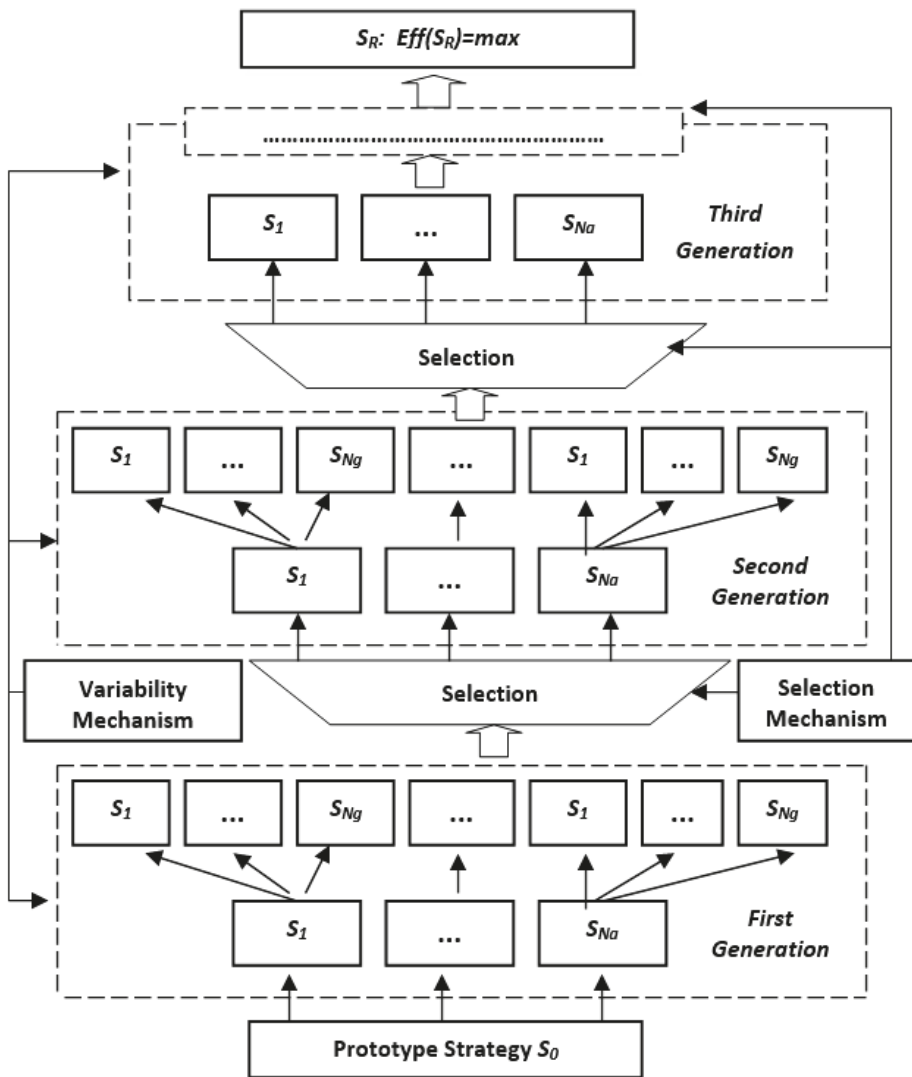 S_R: Eff(S_R)=max
........................................................
S_1 ... S_Na
Third
Generation
Selection
S_1 ... S_Ng ... S_1 ... S_Ng
S_1 ... S_Na
Second
Generation
Variability
Mechanism
Selection
Selection
Mechanism
S_1 ... S_Ng ... S_1 ... S_Ng
S_1 ... S_Na
First
Generation
Prototype Strategy S_0